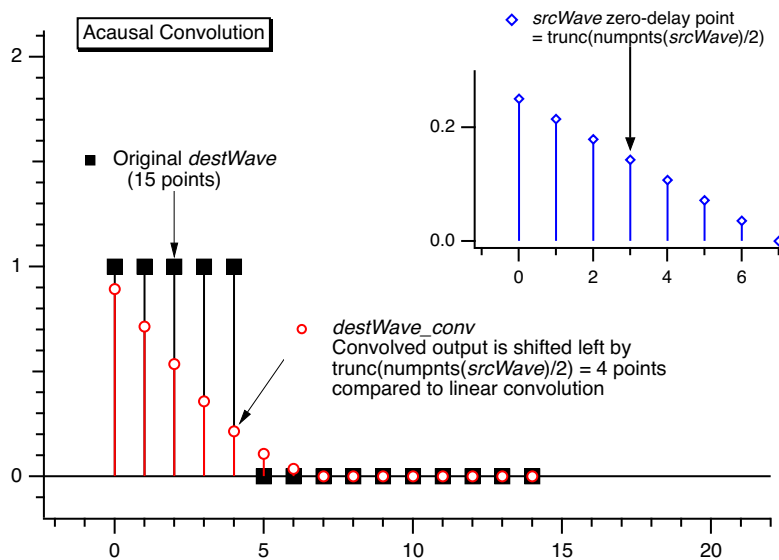 Acausal Convolution
srcWave zero-delay point
= trunc(numpnts(srcWave)/2)
2
0.2
Original destWave
(15 points)
0.0
0 2 4 6
1
destWave_conv
Convolved output is shifted left by
trunc(numpnts(srcWave)/2) = 4 points
compared to linear convolution
0
0 5 10 15 20